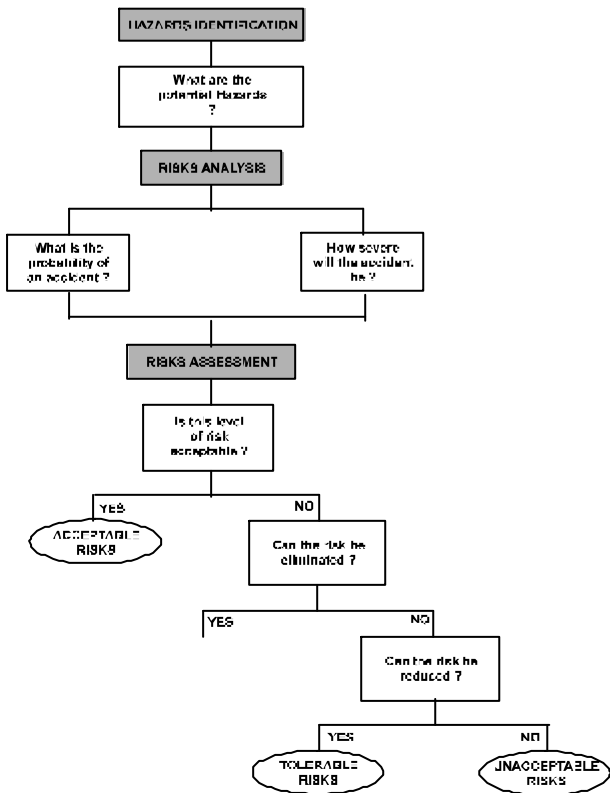 HAZARDS IDENTIFICATION
What are the
potential Hazards
?
RISKS ANALYSIS
What is the
probability of
an accident ?
How severe
will the accident
be ?
RISKS ASSESSMENT
Is this level
of risk
acceptable ?
YES
NO
ACCEPTABLE
RISKS
Can the risk be
eliminated ?
YES
NO
Can the risk be
reduced ?
YES
NO
TOLERABLE
RISKS
UNACCEPTABLE
RISKS